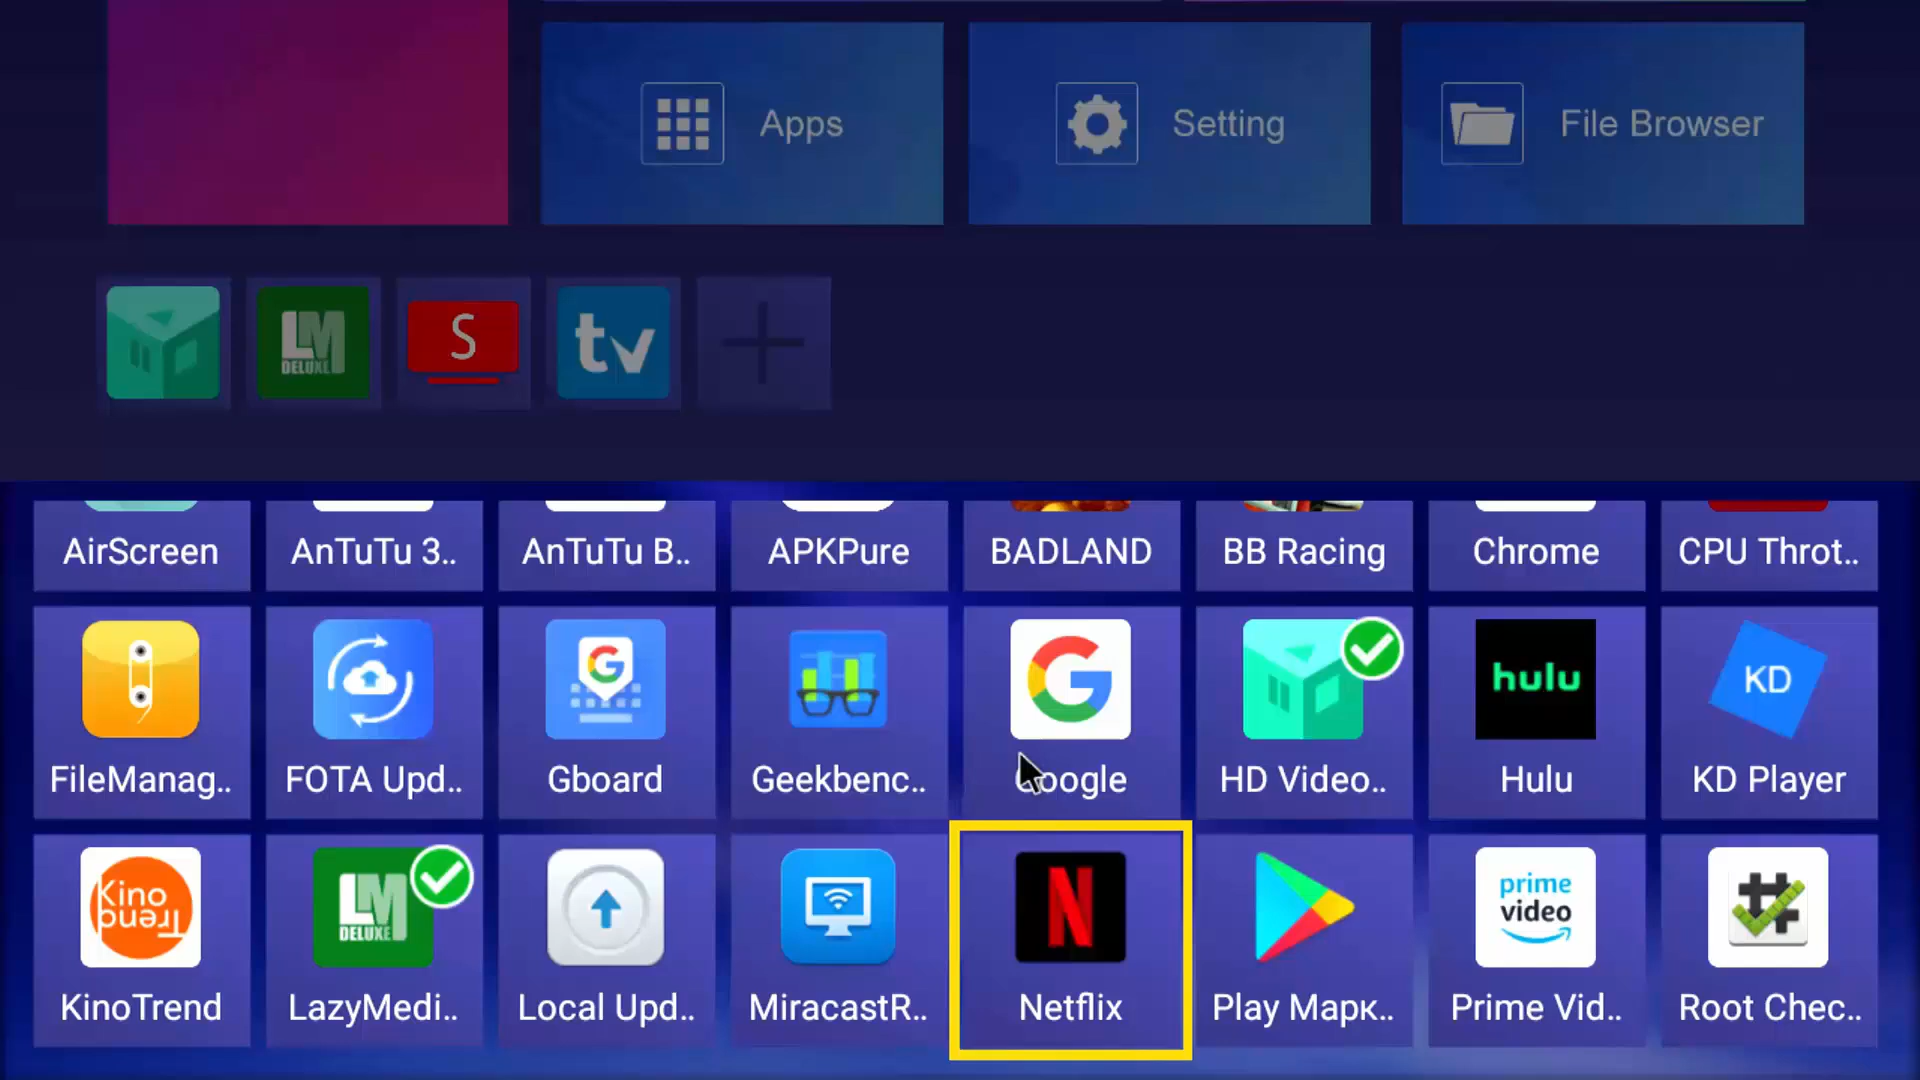 Apps
Setting
File Browser
LM
DELUXE
S
tv
AirScreen
AnTuTu 3..
AnTuTu B..
APKPure
BADLAND
BB Racing
Chrome
CPU Throt..
G
G
hulu
KD
FileManag..
FOTA Upd..
Gboard
Geekbenc..
Google
HD Video..
Hulu
KD Player
Kino
Trend
LM
DELUXE
N
prime
video
KinoTrend
LazyMedi..
Local Upd..
MiracastR..
Netflix
Play Марк..
Prime Vid..
Root Chec..